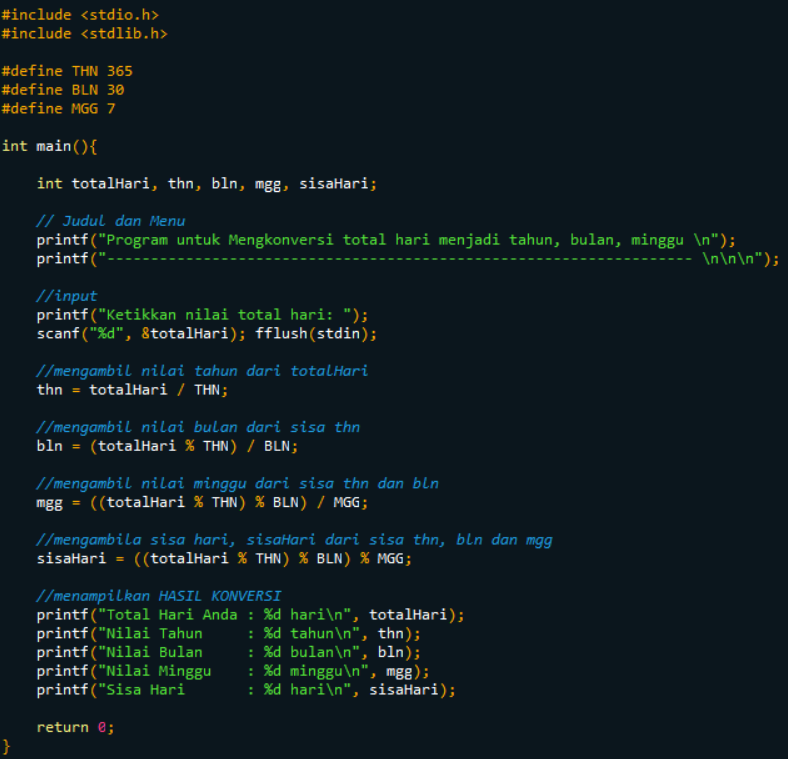 #include <stdio.h>
#include <stdlib.h>

#define THN 365
#define BLN 30
#define MGG 7

int main(){

    int totalHari, thn, bln, mgg, sisaHari;

    // Judul dan Menu
    printf("Program untuk Mengkonversi total hari menjadi tahun, bulan, minggu \n");
    printf("------------------------------------------------------------------- \n\n\n");

    //input
    printf("Ketikkan nilai total hari: ");
    scanf("%d", &totalHari); fflush(stdin);

    //mengambil nilai tahun dari totalHari
    thn = totalHari / THN;

    //mengambil nilai bulan dari sisa thn
    bln = (totalHari % THN) / BLN;

    //mengambil nilai minggu dari sisa thn dan bln
    mgg = ((totalHari % THN) % BLN) / MGG;

    //mengambila sisa hari, sisaHari dari sisa thn, bln dan mgg
    sisaHari = ((totalHari % THN) % BLN) % MGG;

    //menampilkan HASIL KONVERSI
    printf("Total Hari Anda : %d hari\n", totalHari);
    printf("Nilai Tahun     : %d tahun\n", thn);
    printf("Nilai Bulan     : %d bulan\n", bln);
    printf("Nilai Minggu    : %d minggu\n", mgg);
    printf("Sisa Hari       : %d hari\n", sisaHari);

    return 0;
}